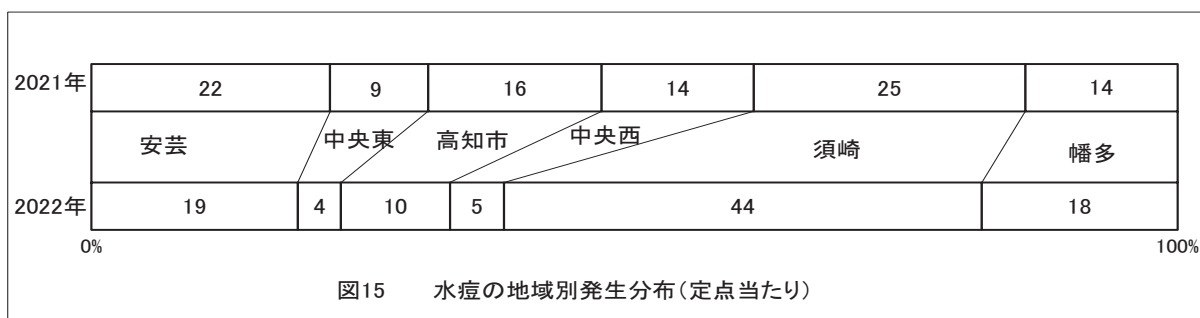 2021年 22 9 16 14 25 14
安芸 中央東 高知市 中央西 須崎 幡多
2022年 19 4 10 5 44 18
0% 100%
図15 水痘の地域別発生分布(定点当たり)